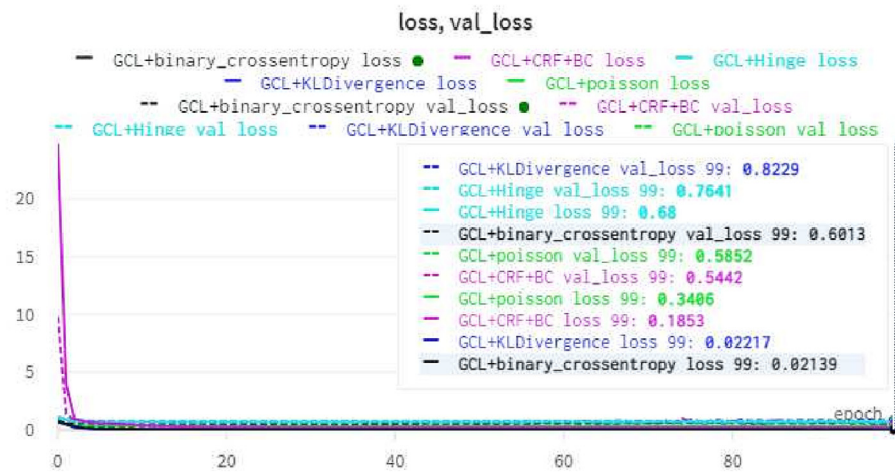 loss, val_loss
GCL+binary_crossentropy loss GCL+CRF+BC loss GCL+Hinge loss
GCL+KLDivergence loss GCL+poisson loss
GCL+binary_crossentropy val_loss GCL+CRF+BC val_loss
GCL+Hinge val loss GCL+KLDivergence val loss GCL+poisson val loss
GCL+KLDivergence val_loss 99: 0.8229
GCL+Hinge val_loss 99: 0.7641
GCL+Hinge loss 99: 0.68
GCL+binary_crossentropy val_loss 99: 0.6013
GCL+poisson val_loss 99: 0.5852
GCL+CRF+BC val_loss 99: 0.5442
GCL+poisson loss 99: 0.3406
GCL+CRF+BC loss 99: 0.1853
GCL+KLDivergence loss 99: 0.02217
GCL+binary_crossentropy loss 99: 0.02139
20
15
10
5
0
epoch
0 20 40 60 80